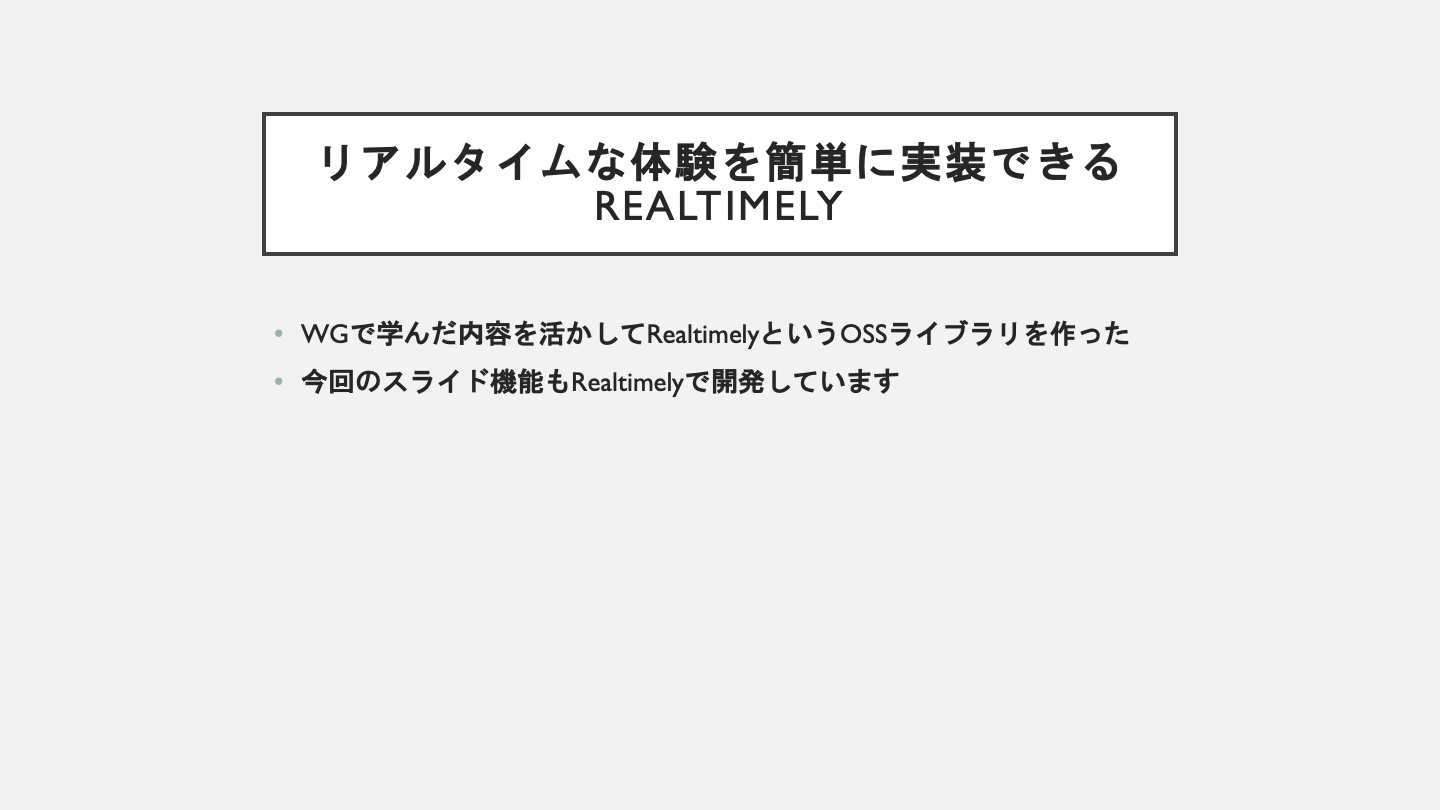 リアルタイムな体験を簡単に実装できる
REALTIMELY
• WGで学んだ内容を活かしてRealtimelyというOSSライブラリを作った
• 今回のスライド機能もRealtimelyで開発しています